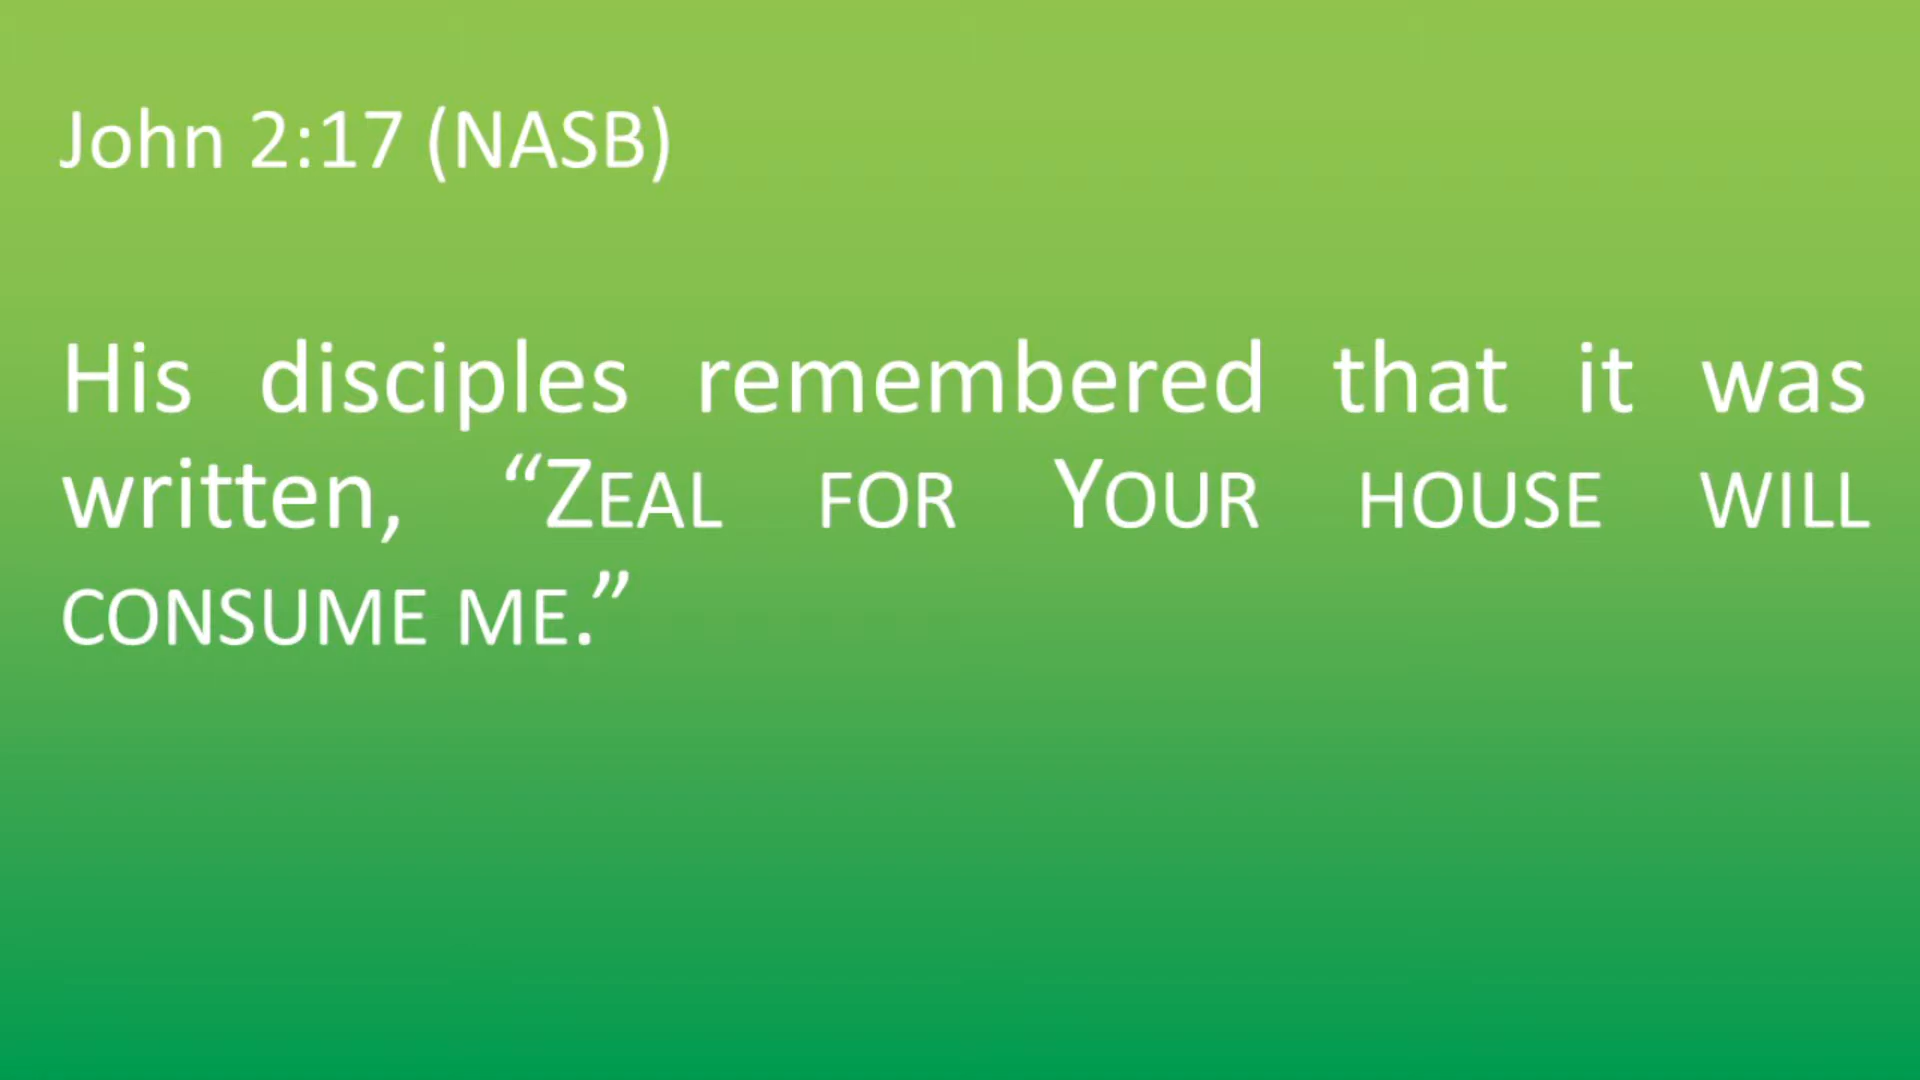 John 2:17 (NASB)
His disciples remembered that it was
written, “ZEAL FOR YOUR HOUSE WILL
CONSUME ME.”